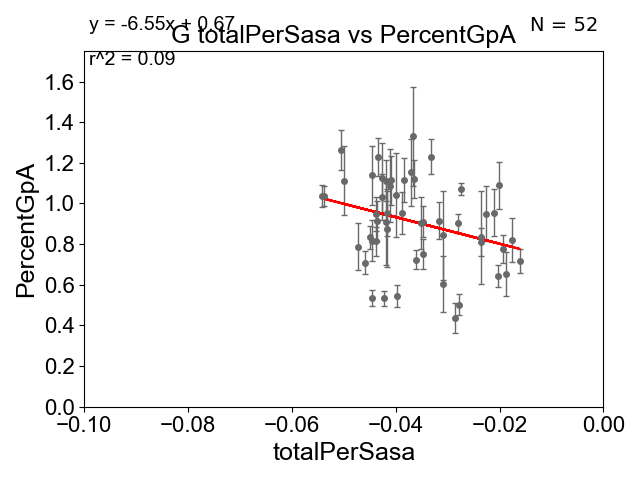 y = -6.55x + 0.67
N = 52
G totalPerSasa vs PercentGpA
r^2 = 0.09
1.6
1.4
1.2
1.0
0.8
0.6
0.4
0.2
0.0
PercentGpA
−0.10 −0.08 −0.06 −0.04 −0.02 0.00
totalPerSasa